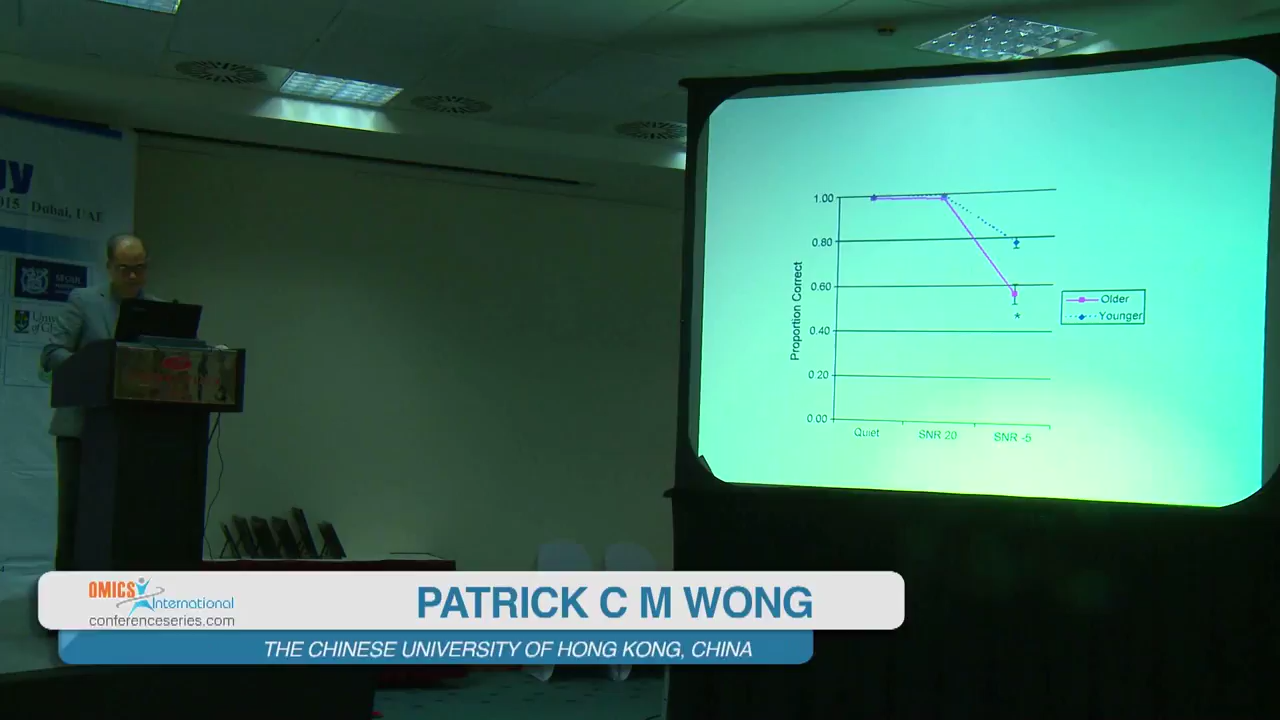 015 Dubai, UAE
1.00
0.80
0.60
0.40
0.20
0.00
Proportion Correct
Quiet
SNR 20
SNR -5
*
Older
Younger
OMICS
International
conferenceseries.com
PATRICK C M WONG
THE CHINESE UNIVERSITY OF HONG KONG, CHINA